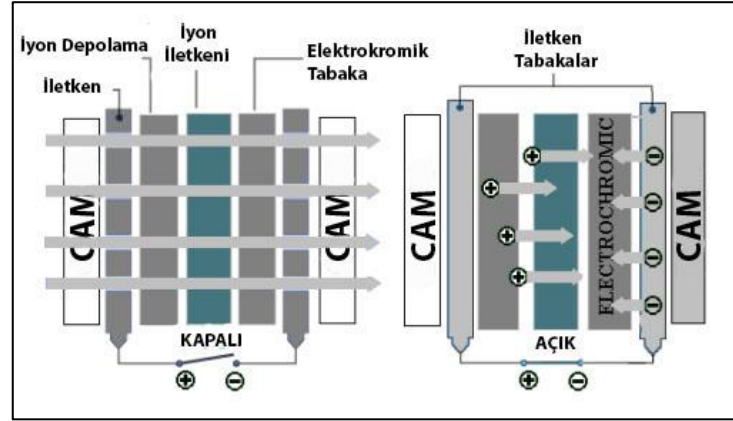 İyon Depolama
İyon
İletkeni
Elektrokromik
Tabaka
İletken
CAM
CAM
KAPALI
+
−
İletken
Tabakalar
CAM
+
+
+
+
−
−
−
−
ELECTROCHROMIC
CAM
AÇIK
+
−